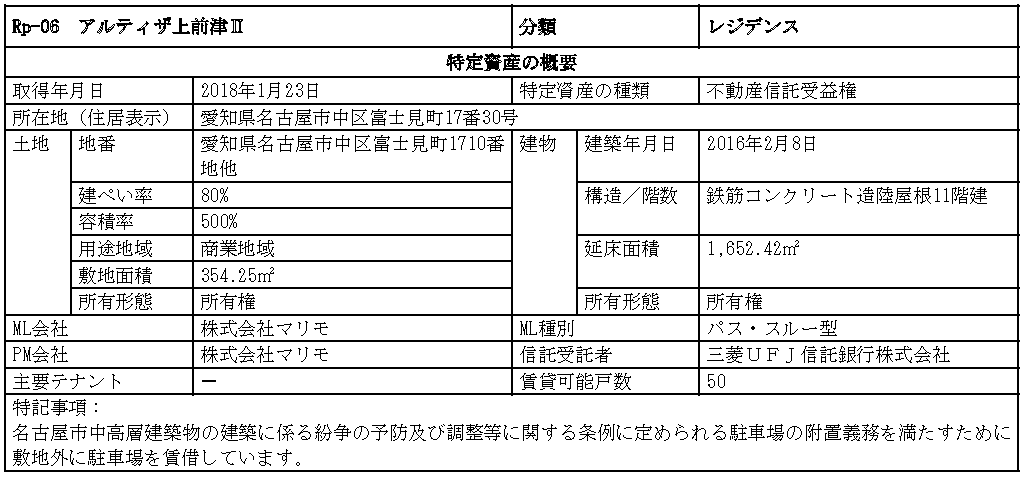 Rp-06 アルティザ上前津Ⅱ 分類 レジデンス
特定資産の概要
取得年月日 2018年1月23日 特定資産の種類 不動産信託受益権
所在地（住居表示） 愛知県名古屋市中区富士見町17番30号
土地 地番 愛知県名古屋市中区富士見町1710番 建物 建築年月日 2016年2月8日
地他
建ぺい率 80% 構造／階数 鉄筋コンクリート造陸屋根11階建
容積率 500%
用途地域 商業地域 延床面積 1,652.42㎡
敷地面積 354.25㎡
所有形態 所有権 所有形態 所有権
ML会社 株式会社マリモ ML種別 パス・スルー型
PM会社 株式会社マリモ 信託受託者 三菱ＵＦＪ信託銀行株式会社
主要テナント － 賃貸可能戸数 50
特記事項：
名古屋市中高層建築物の建築に係る紛争の予防及び調整等に関する条例に定められる駐車場の附置義務を満たすために
敷地外に駐車場を賃借しています。